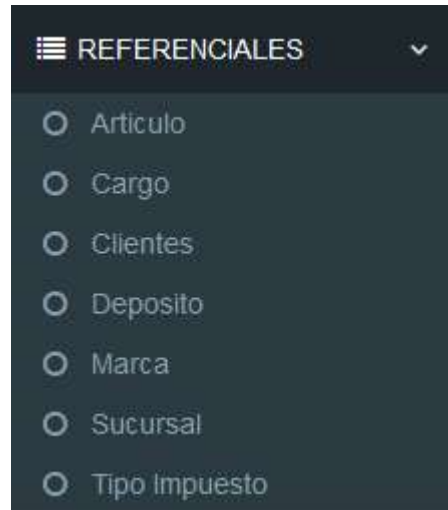 REFERENCIALES
Articulo
Cargo
Clientes
Deposito
Marca
Sucursal
Tipo Impuesto